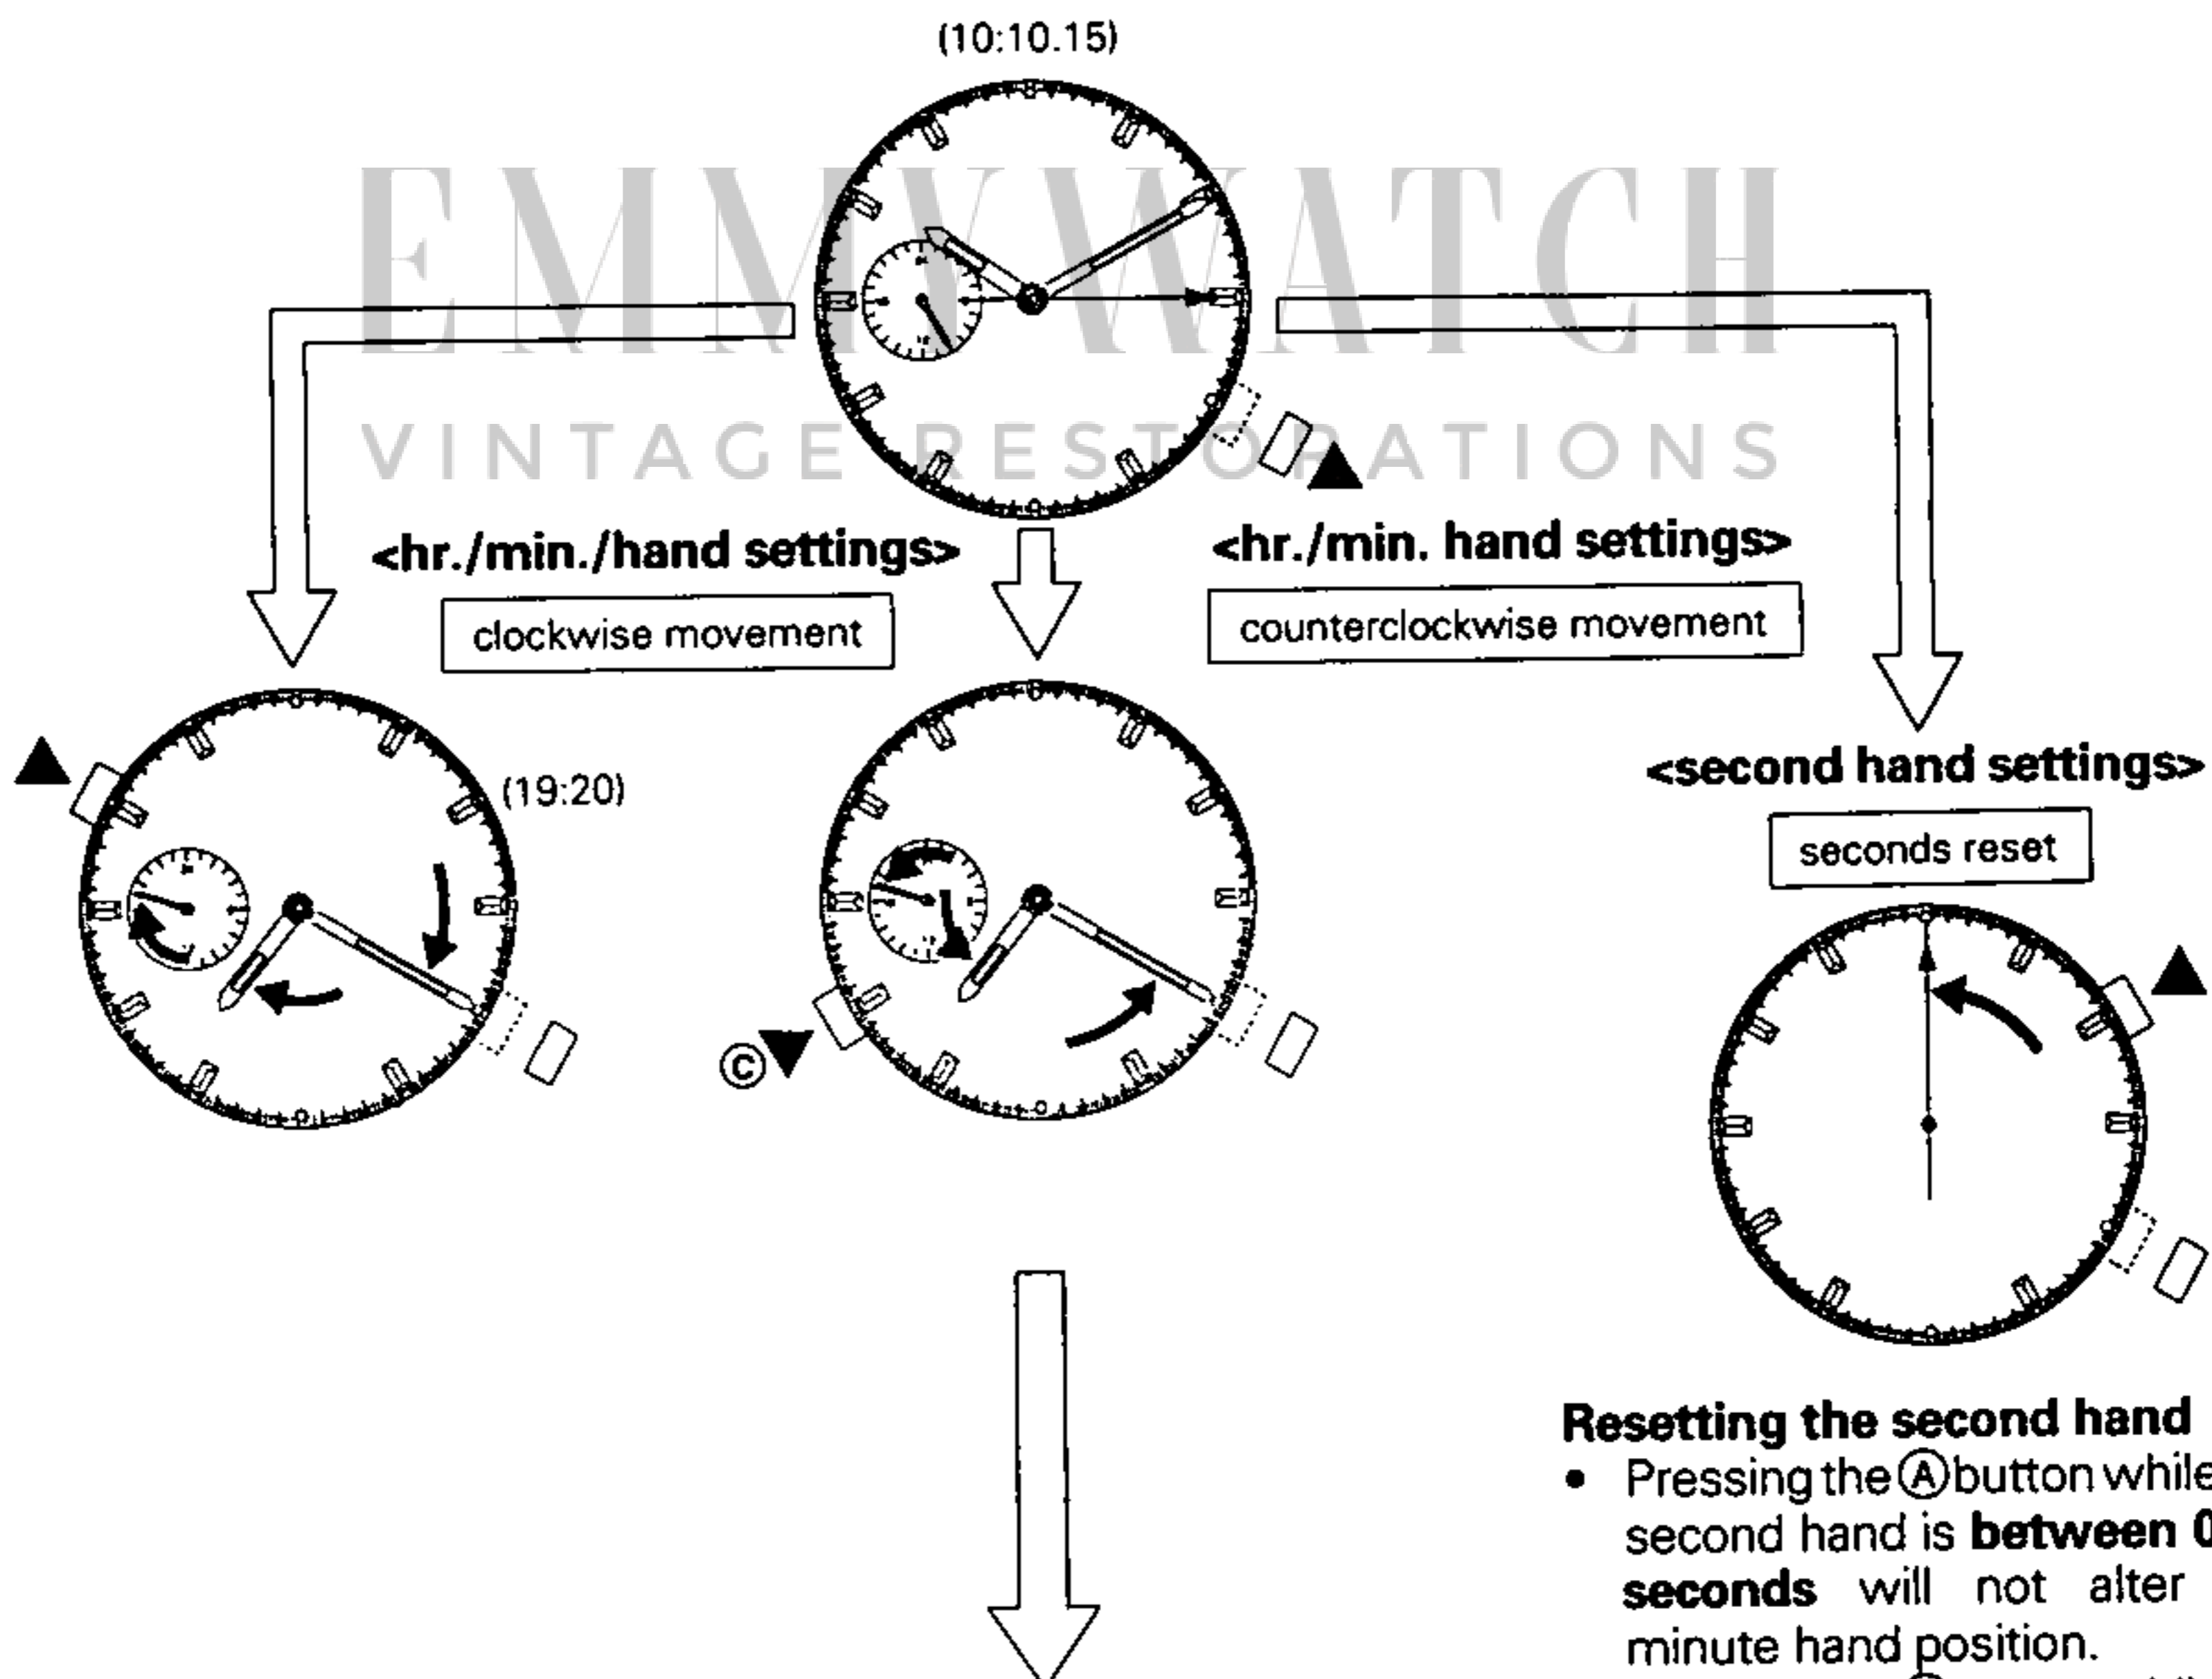 (10:10.15)
EMMYWATCH
VINTAGE RESTORATIONS
<hr./min./hand settings>
clockwise movement
<hr./min. hand settings>
counterclockwise movement
(19:20)
<second hand settings>
seconds reset
Ⓒ
Resetting the second hand
• Pressing the Ⓐ button while
second hand is between 0
seconds will not alter
minute hand position.